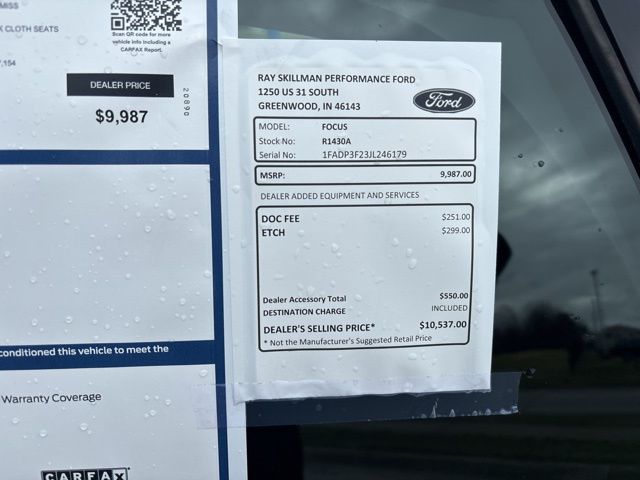 Scan QR code for more
vehicle info including a
CARFAX Report.
CLOTH SEATS
,154
DEALER PRICE
$9,987
20890
conditioned this vehicle to meet the
Warranty Coverage
CARFAX
RAY SKILLMAN PERFORMANCE FORD
1250 US 31 SOUTH
GREENWOOD, IN 46143
Ford
MODEL: FOCUS
Stock No: R1430A
Serial No: 1FADP3F23JL246179
MSRP: 9,987.00
DEALER ADDED EQUIPMENT AND SERVICES
DOC FEE $251.00
ETCH $299.00
Dealer Accessory Total $550.00
DESTINATION CHARGE INCLUDED
DEALER'S SELLING PRICE* $10,537.00
* Not the Manufacturer's Suggested Retail Price